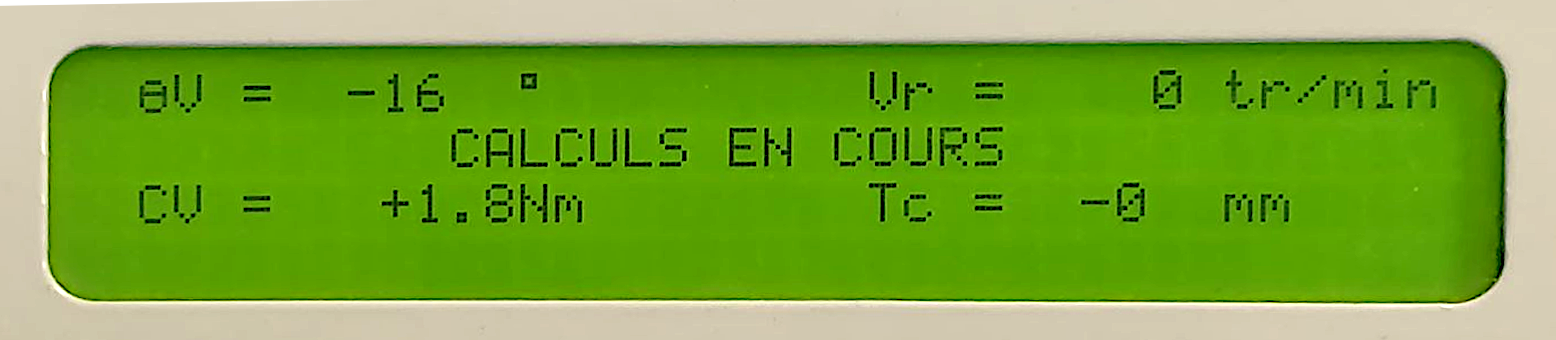 θV = -16 ° Vr = 0 tr/min
CALCULS EN COURS
CV = +1.8Nm Tc = -0 mm